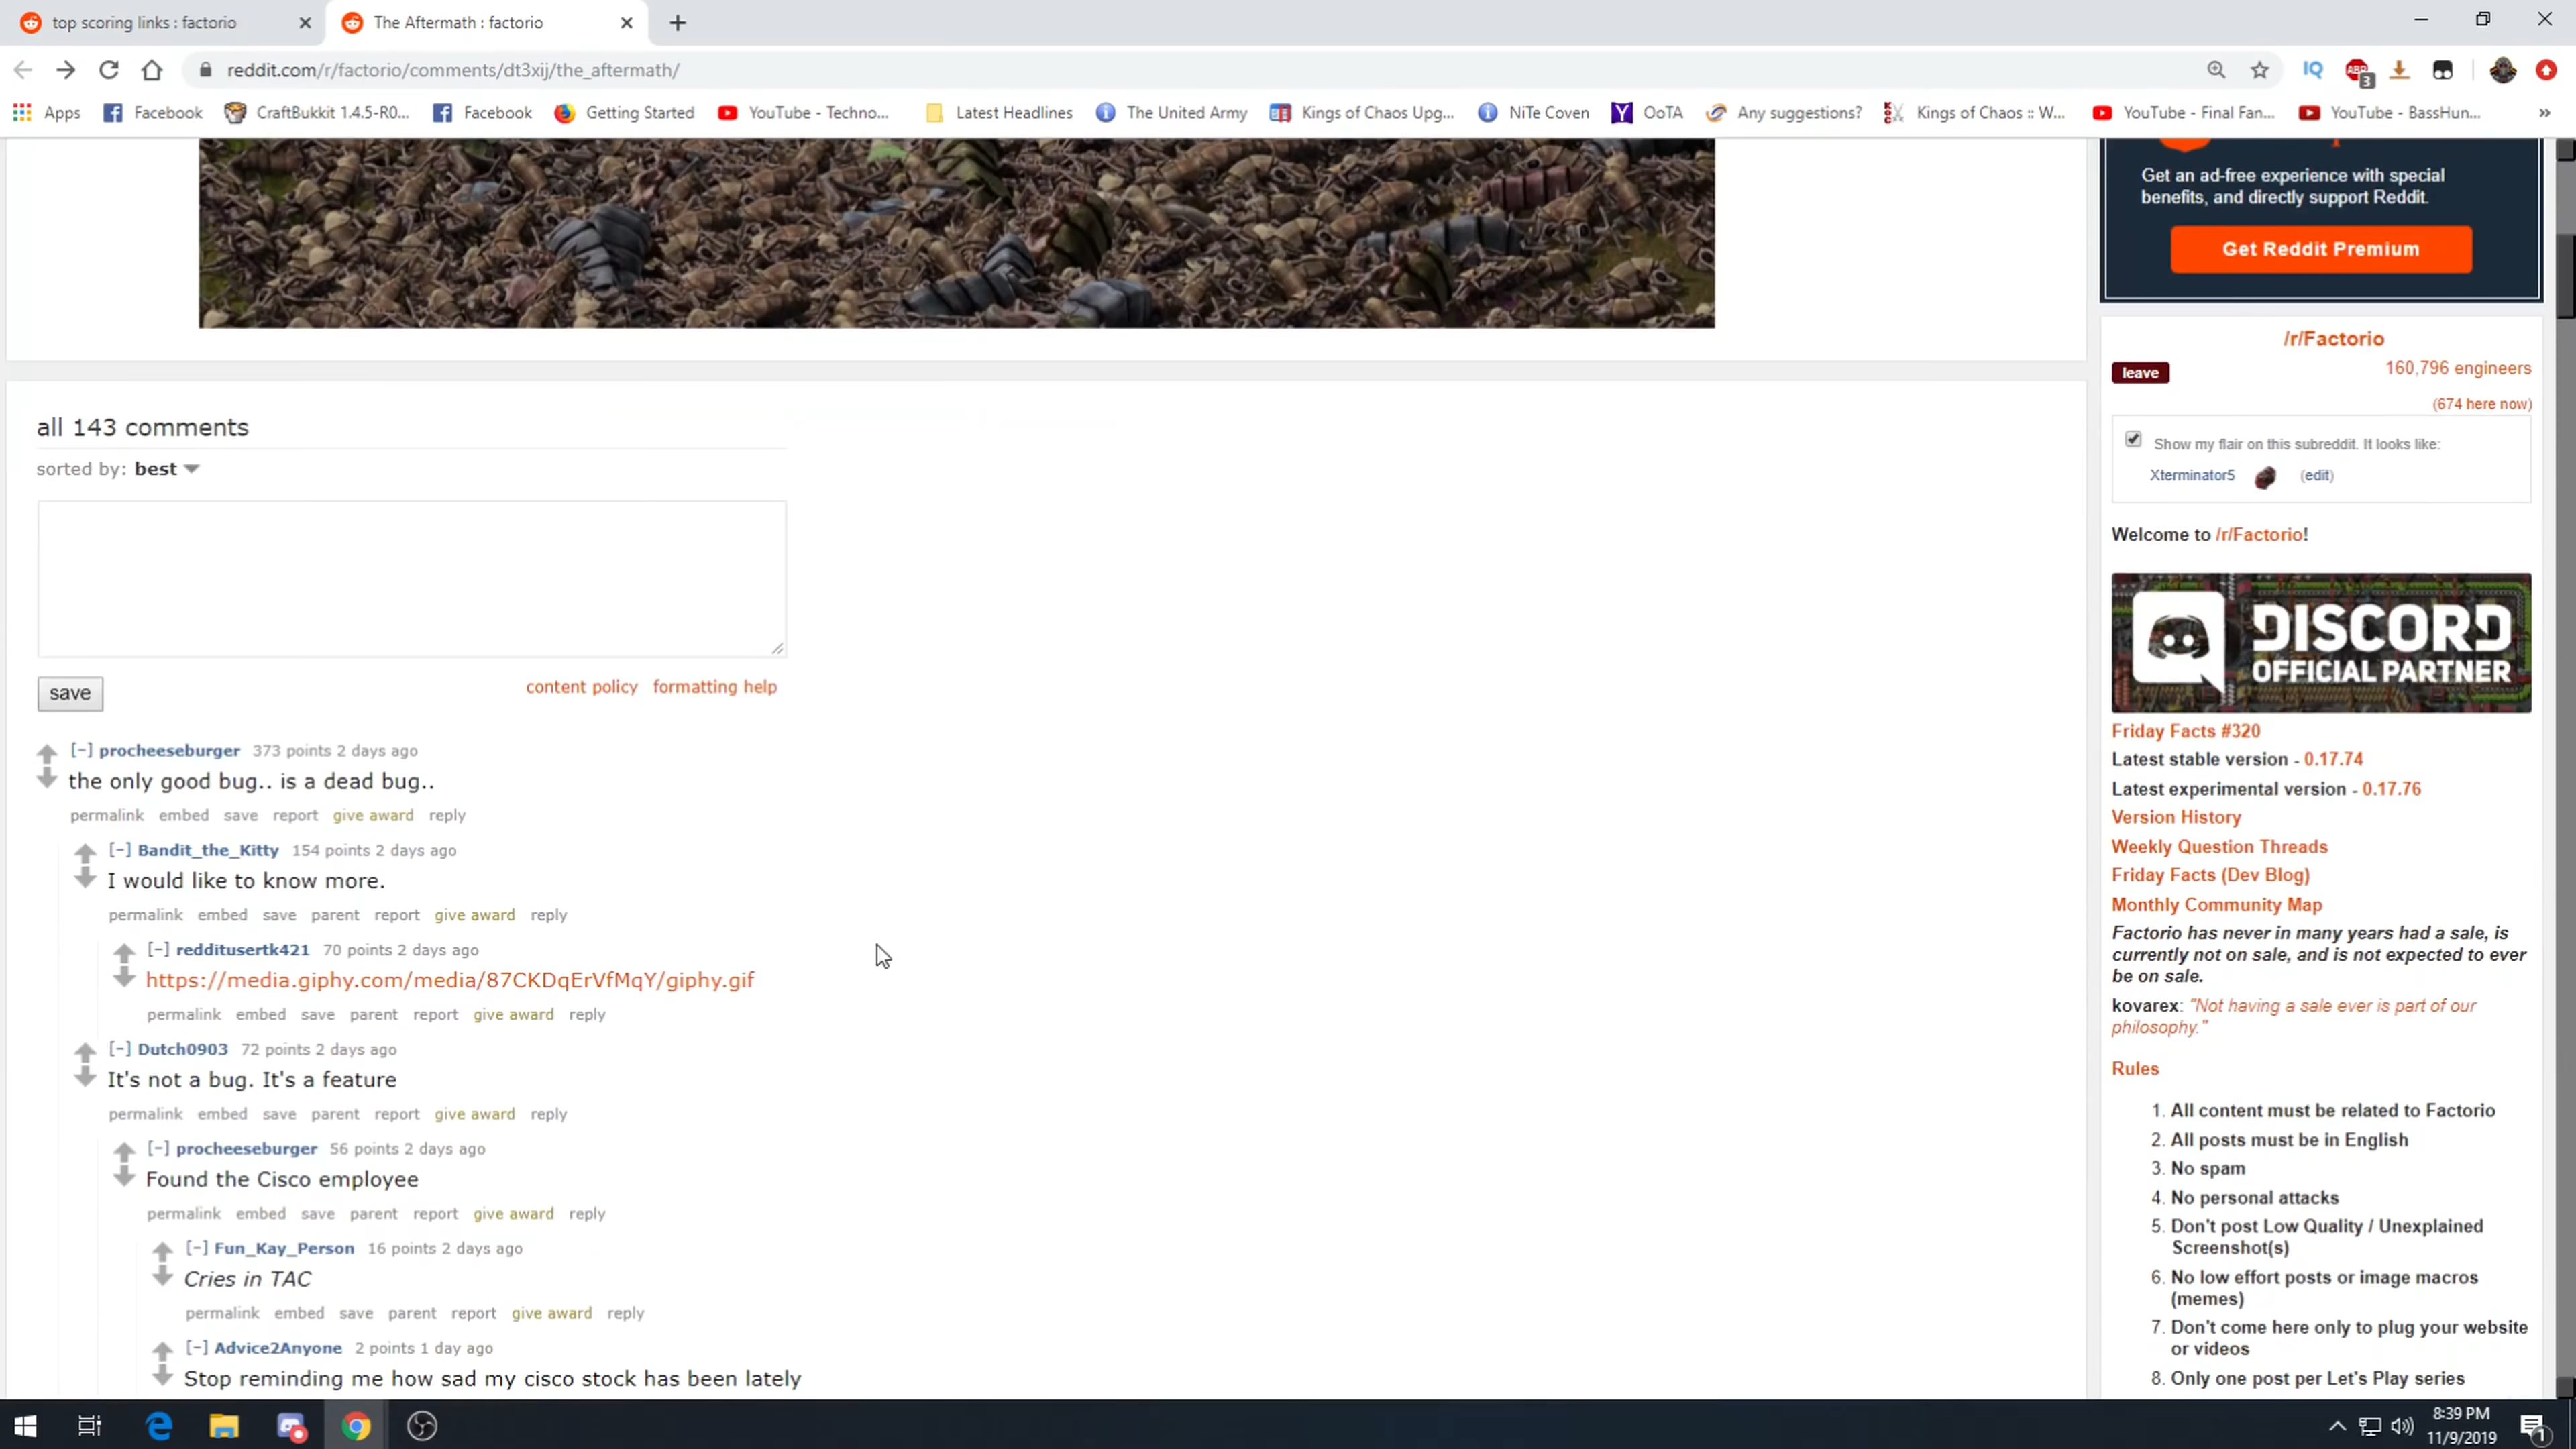 top scoring links : factorio
The Aftermath : factorio
reddit.com/r/factorio/comments/dt3xij/the_aftermath/
IQ
ABP
3
Apps
Facebook
CraftBukkit 1.4.5-R0...
Facebook
Getting Started
YouTube - Techno...
Latest Headlines
The United Army
Kings of Chaos Upg...
NiTe Coven
OoTA
Any suggestions?
Kings of Chaos :: W...
YouTube - Final Fan...
YouTube - BassHun...
»
Get an ad-free experience with special
benefits, and directly support Reddit.
Get Reddit Premium
all 143 comments
sorted by: best
save
content policy formatting help
[–] procheeseburger 373 points 2 days ago
the only good bug.. is a dead bug..
permalink embed save report give award reply
[–] Bandit_the_Kitty 154 points 2 days ago
I would like to know more.
permalink embed save parent report give award reply
[–] reddituserTk421 70 points 2 days ago
https://media.giphy.com/media/87CKDqErVfMqY/giphy.gif
permalink embed save parent report give award reply
[–] Dutch0903 72 points 2 days ago
It's not a bug. It's a feature
permalink embed save parent report give award reply
[–] procheeseburger 56 points 2 days ago
Found the Cisco employee
permalink embed save parent report give award reply
[–] Fun_Kay_Person 16 points 2 days ago
Cries in TAC
permalink embed save parent report give award reply
[–] Advice2Anyone 2 points 1 day ago
Stop reminding me how sad my cisco stock has been lately
/r/Factorio
leave
160,796 engineers
(674 here now)
Show my flair on this subreddit. It looks like:
Xterminator5 (edit)
Welcome to /r/Factorio!
DISCORD
OFFICIAL PARTNER
Friday Facts #320
Latest stable version - 0.17.74
Latest experimental version - 0.17.76
Version History
Weekly Question Threads
Friday Facts (Dev Blog)
Monthly Community Map
Factorio has never in many years had a sale, is
currently not on sale, and is not expected to ever
be on sale.
kovarex: "Not having a sale ever is part of our
philosophy."
Rules
1. All content must be related to Factorio
2. All posts must be in English
3. No spam
4. No personal attacks
5. Don't post Low Quality / Unexplained
Screenshot(s)
6. No low effort posts or image macros
(memes)
7. Don't come here only to plug your website
or videos
8. Only one post per Let's Play series
8:39 PM
11/9/2019
1